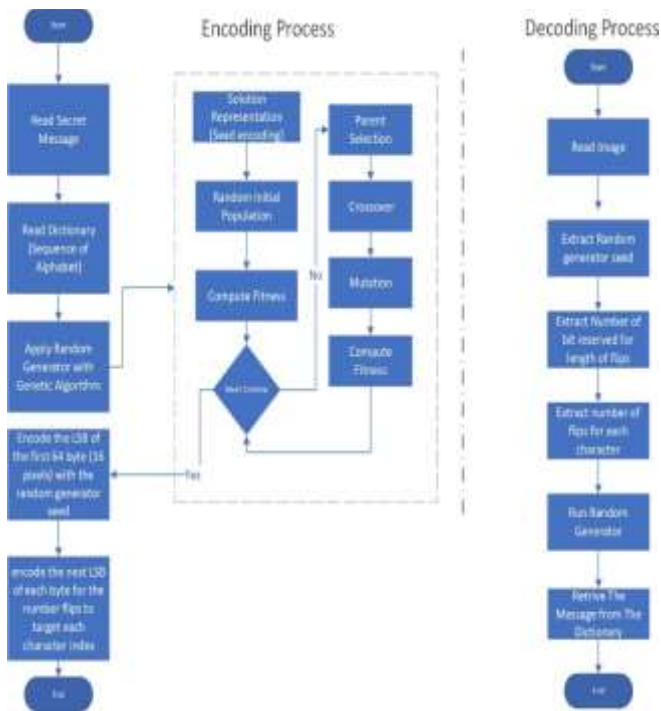 Encoding Process
Decoding Process
Start
Read Secret
Message
Read Dictionary
(Sequence of
Alphabet)
Apply Random
Generator with
Genetic Algorithm
Encode the LSB of
the first 64 byte (16
pixels) with the
random generator
seed
encode the next LSB
of each byte for the
number flips to
target each
character index
End
Solution
Representation
(Seed encoding)
Random Initial
Population
Compute Fitness
Yes
No
Parent
Selection
Crossover
Mutation
Compute
Fitness
Start
Read Image
Extract Random
generator seed
Extract Number of
bit reserved for
length of flips
Extract number of
flips for each
character
Run Random
Generator
Retrive The
Message from The
Dictionary
End